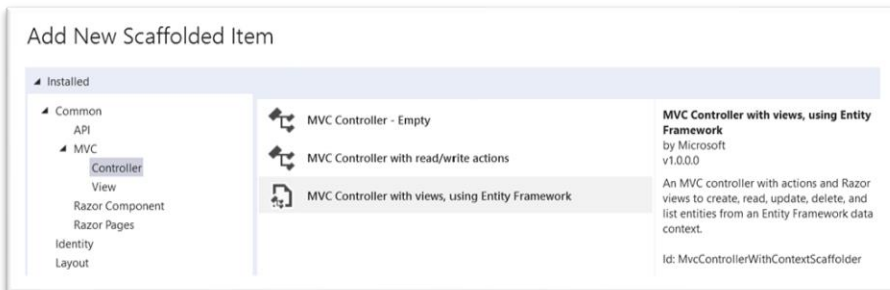 Add New Scaffolded Item
Installed
Common
API
MVC
Controller
View
Razor Component
Razor Pages
Identity
Layout
MVC Controller - Empty
MVC Controller with read/write actions
MVC Controller with views, using Entity Framework
MVC Controller with views, using Entity
Framework
by Microsoft
v1.0.0.0
An MVC controller with actions and Razor
views to create, read, update, delete, and
list entities from an Entity Framework data
context.
Id: MvcControllerWithContextScaffolder